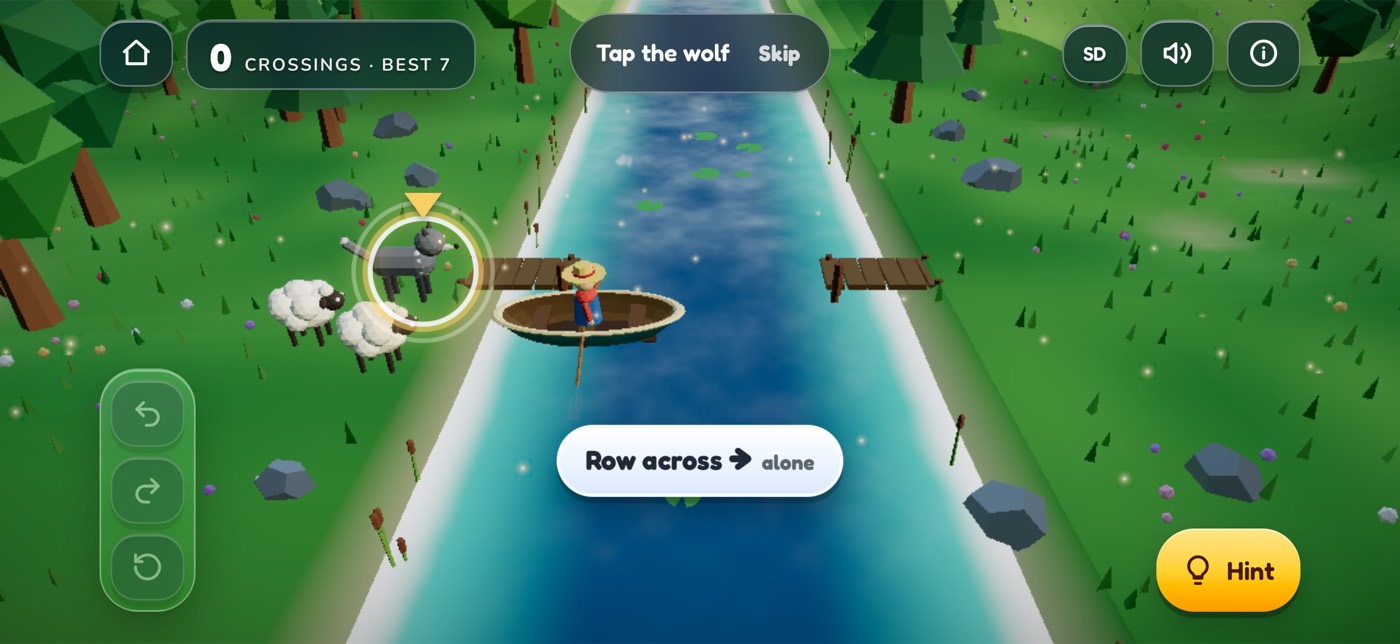 0 CROSSINGS · BEST 7
Tap the wolf Skip
SD
Row across → alone
Hint